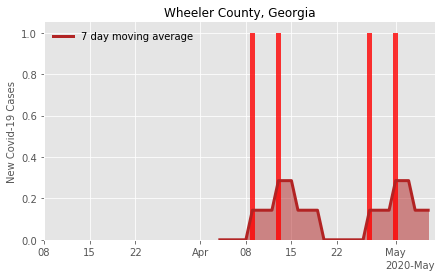 Wheeler County, Georgia
7 day moving average
New Covid-19 Cases
1.0
0.8
0.6
0.4
0.2
0.0
08 15 22 Apr 08 15 22 May
2020-May